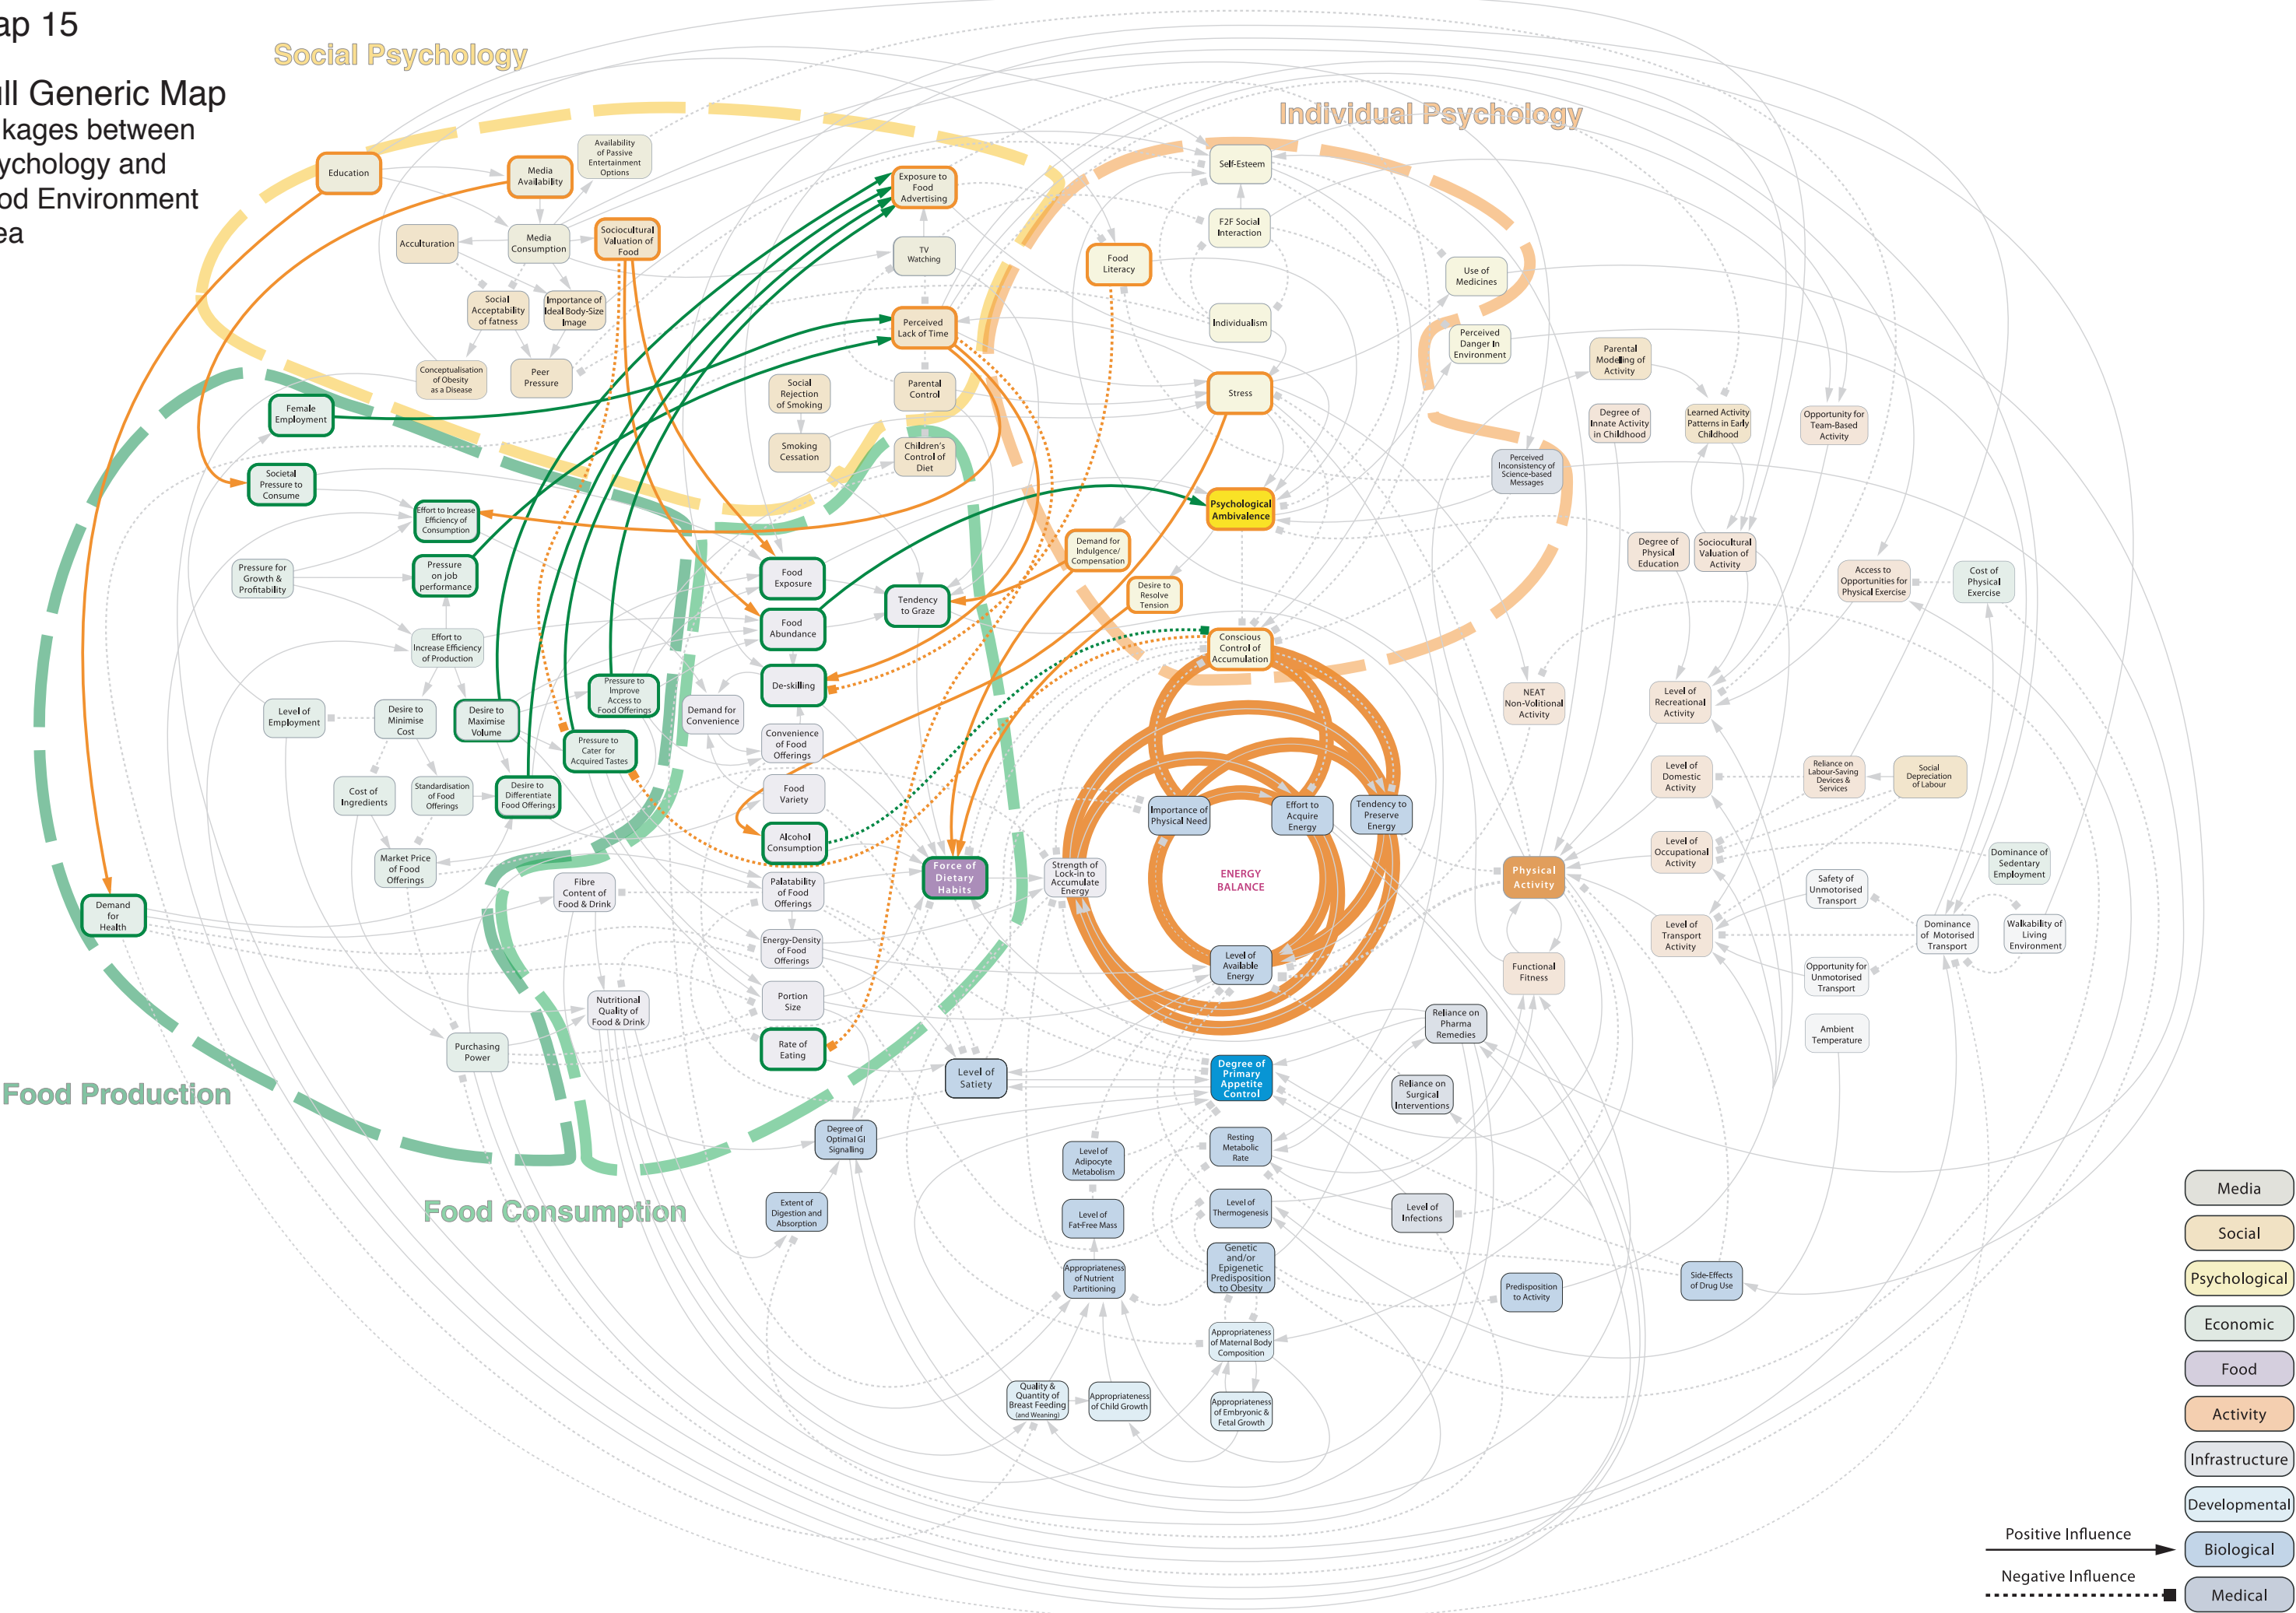 ap 15
ull Generic Map
kages between
ychology and
od Environment
ea
Social Psychology
Individual Psychology
Food Production
Food Consumption
Education
Media
Availability
Availability
of Passive
Entertainment
Options
Acculturation
Media
Consumption
Sociocultural
Valuation of
Food
Social
Acceptability
of fatness
Importance of
Ideal Body-Size
Image
Conceptualisation
of Obesity
as a Disease
Peer
Pressure
Exposure to
Food
Advertising
TV
Watching
Perceived
Lack of Time
Social
Rejection
of Smoking
Parental
Control
Smoking
Cessation
Children's
Control of
Diet
Self-Esteem
F2F Social
Interaction
Food
Literacy
Individualism
Use of
Medicines
Perceived
Danger In
Environment
Stress
Perceived
Inconsistency of
Science-based
Messages
Psychological
Ambivalence
Demand for
Indulgence/
Compensation
Desire to
Resolve
Tension
Conscious
Control of
Accumulation
Parental
Modelling of
Activity
Degree of
Innate Activity
in Childhood
Learned Activity
Patterns in Early
Childhood
Opportunity for
Team-Based
Activity
Degree of
Physical
Education
Sociocultural
Valuation of
Activity
Access to
Opportunities for
Physical Exercise
Cost of
Physical
Exercise
Female
Employment
Societal
Pressure to
Consume
Effort to Increase
Efficiency of
Consumption
Pressure for
Growth &
Profitability
Pressure
on job
performance
Effort to
Increase Efficiency
of Production
Level of
Employment
Desire to
Minimise
Cost
Desire to
Maximise
Volume
Pressure to
Improve
Access to
Food Offerings
Pressure to
Cater for
Acquired Tastes
Cost of
Ingredients
Standardisation
of Food
Offerings
Desire to
Differentiate
Food Offerings
Market Price
of Food
Offerings
Demand
for
Health
Purchasing
Power
Food
Exposure
Food
Abundance
Tendency
to Graze
De-skilling
Demand for
Convenience
Convenience
of Food
Offerings
Food
Variety
Alcohol
Consumption
Fibre
Content of
Food & Drink
Palatability
of Food
Offerings
Force of
Dietary
Habits
Energy-Density
of Food
Offerings
Portion
Size
Nutritional
Quality of
Food & Drink
Rate of
Eating
Strength of
Lock-in to
Accumulate
Energy
Importance of
Physical Need
Effort to
Acquire
Energy
Tendency to
Preserve
Energy
ENERGY
BALANCE
Level of
Available
Energy
NEAT
Non-Volitional
Activity
Level of
Recreational
Activity
Level of
Domestic
Activity
Reliance on
Labour-Saving
Devices &
Services
Social
Depreciation
of Labour
Physical
Activity
Level of
Occupational
Activity
Dominance of
Sedentary
Employment
Safety of
Unmotorised
Transport
Level of
Transport
Activity
Dominance
of Motorised
Transport
Walkability of
Living
Environment
Opportunity for
Unmotorised
Transport
Ambient
Temperature
Functional
Fitness
Reliance on
Pharma
Remedies
Level of
Satiety
Degree of
Primary
Appetite
Control
Reliance on
Surgical
Interventions
Degree of
Optimal GI
Signalling
Level of
Adipocyte
Metabolism
Resting
Metabolic
Rate
Extent of
Digestion and
Absorption
Level of
Fat-Free Mass
Level of
Thermogenesis
Level of
Infections
Appropriateness
of Nutrient
Partitioning
Genetic
and/or
Epigenetic
Predisposition
to Obesity
Predisposition
to Activity
Side-Effects
of Drug Use
Appropriateness
of Maternal Body
Composition
Quality &
Quantity of
Breast Feeding
(and Weaning)
Appropriateness
of Child Growth
Appropriateness
of Embryonic &
Fetal Growth
Media
Social
Psychological
Economic
Food
Activity
Infrastructure
Developmental
Biological
Medical
Positive Influence
Negative Influence